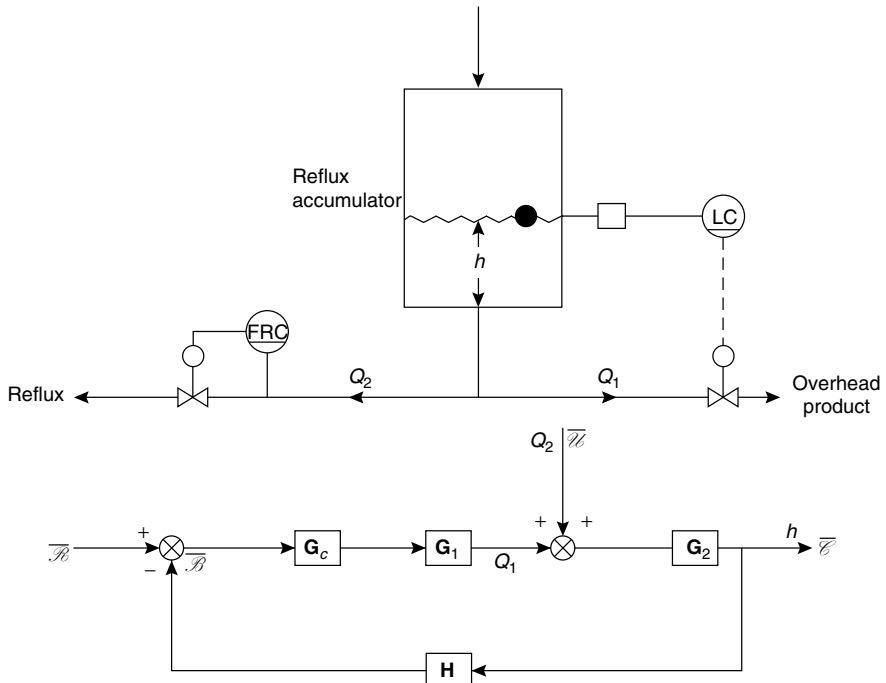 Reflux
accumulator
LC
h
FRC
Reflux
Q2
Q1
Overhead
product
Q2 𝒰̅
+ +
+
ℛ̅
−
ℬ̅
Gc
G1
Q1
G2
h
𝒞̅
H